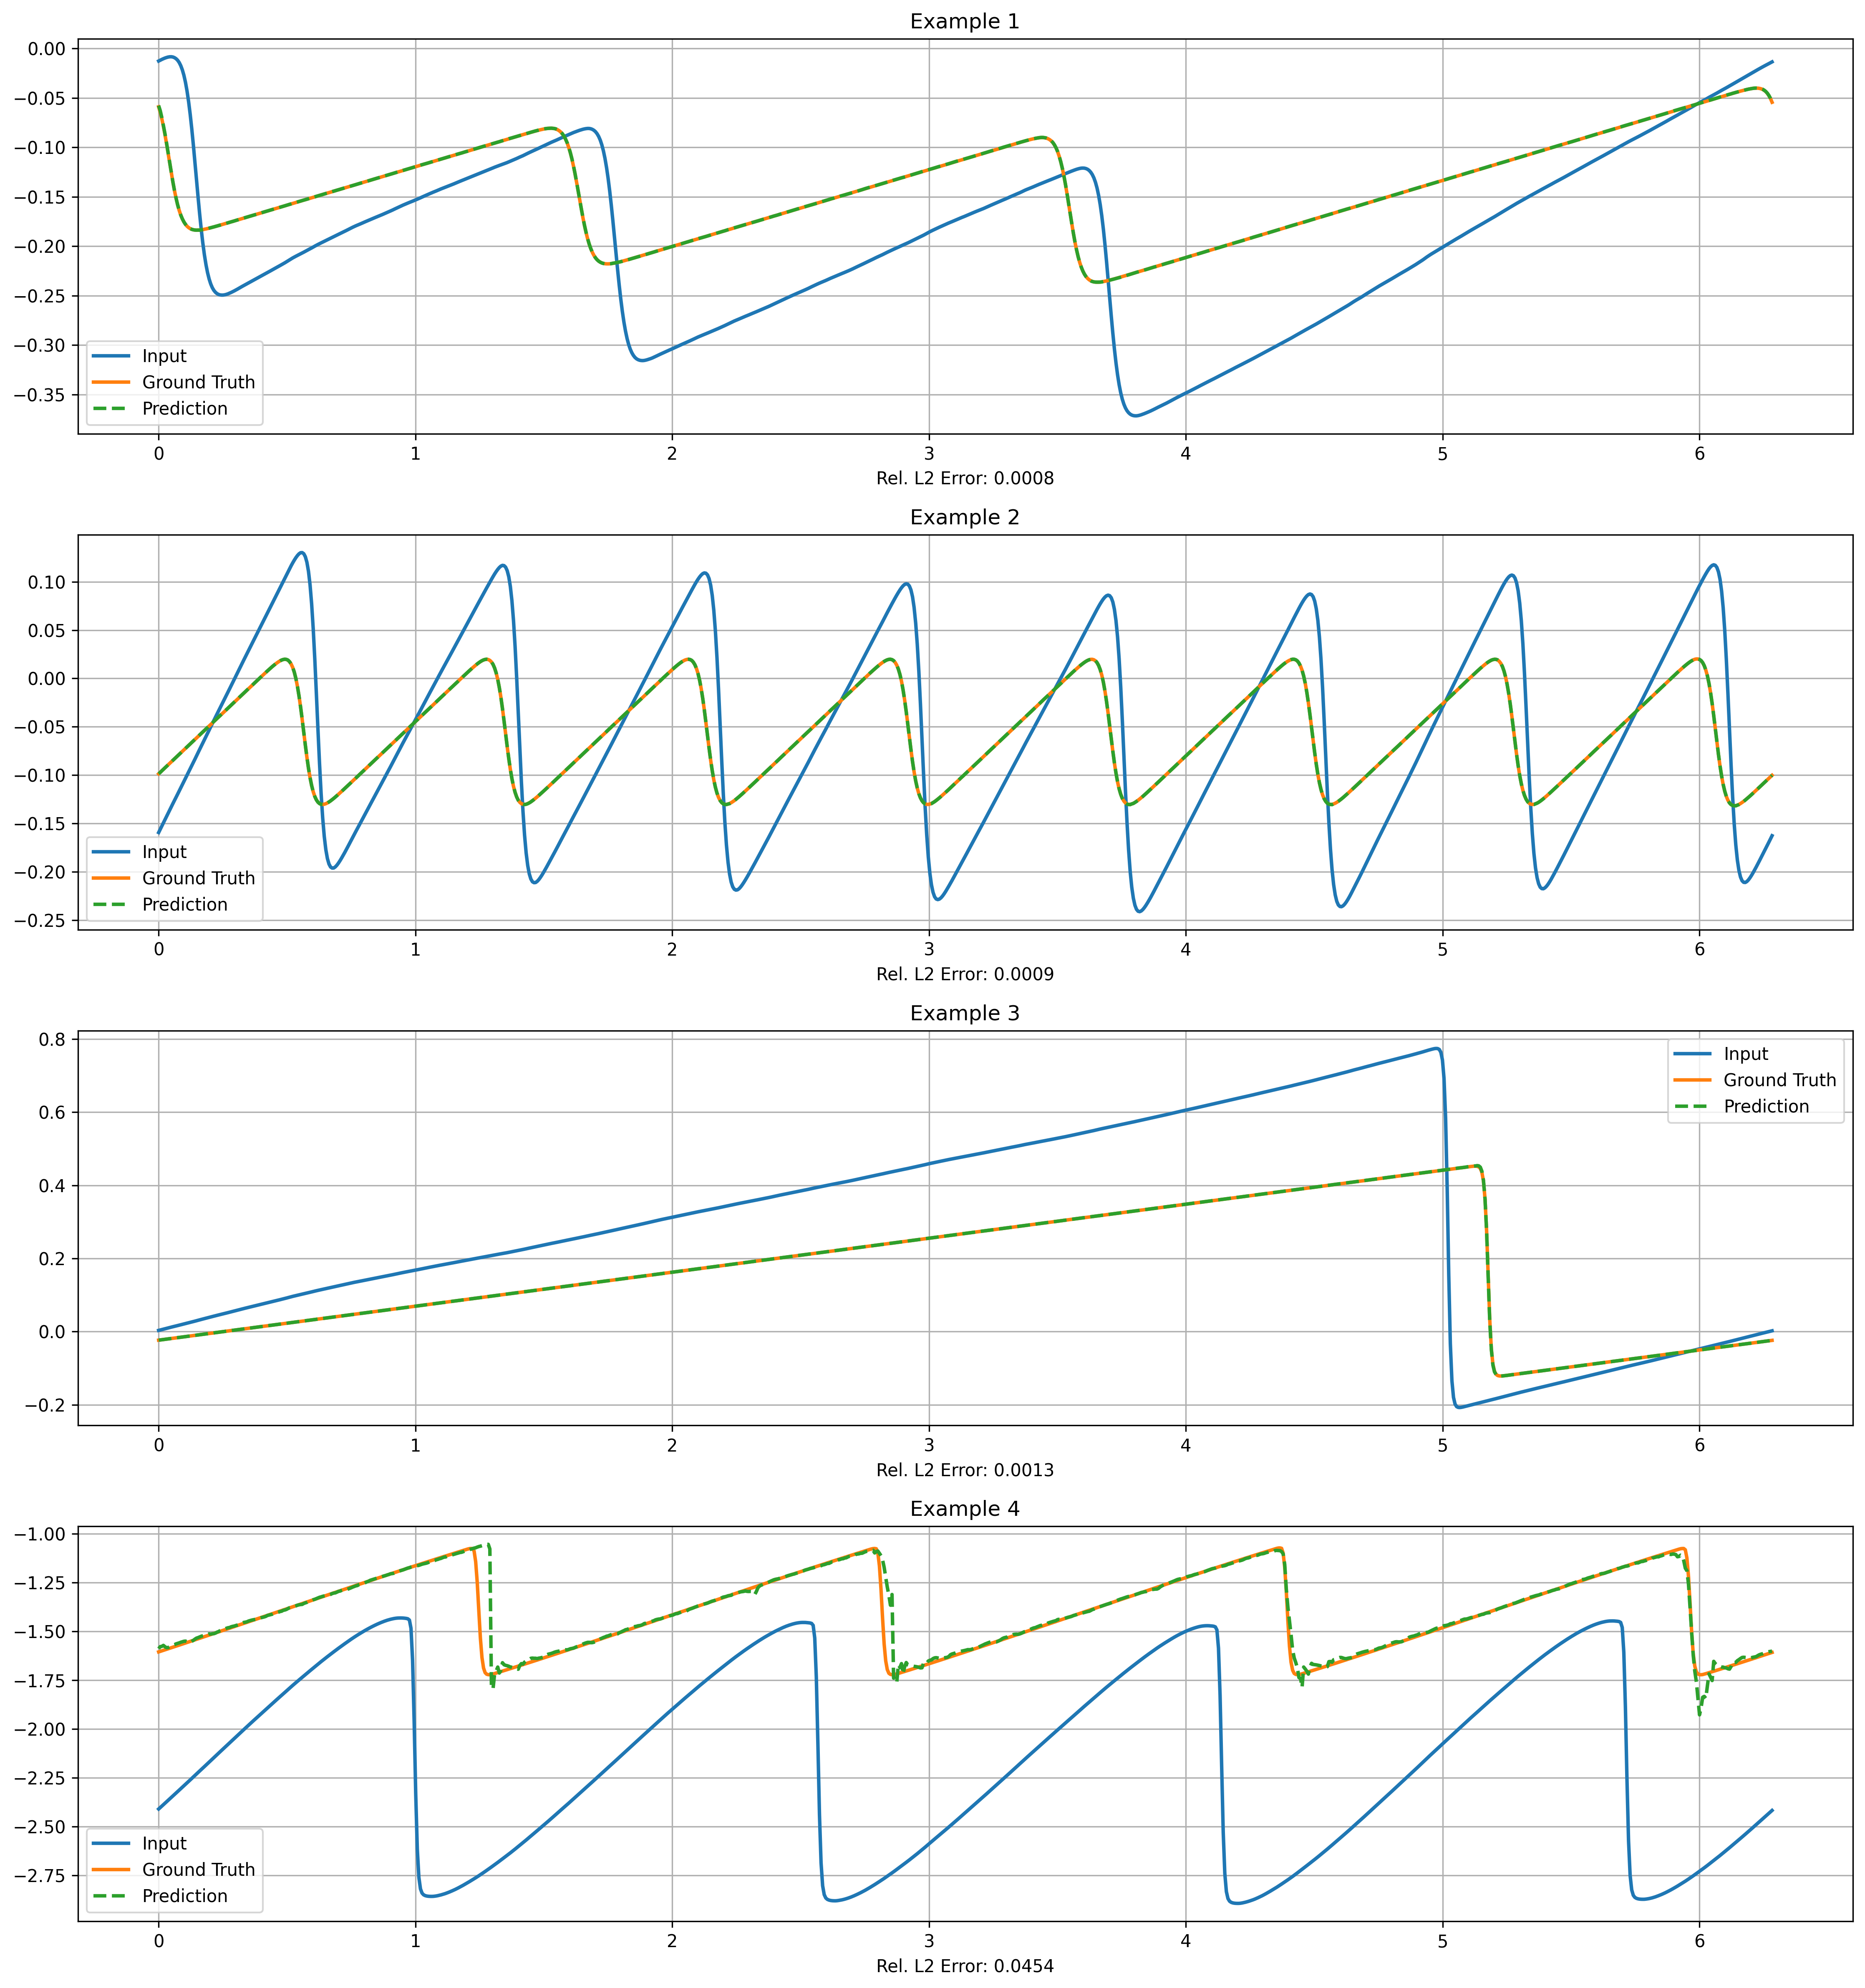 Example 1
0.00
−0.05
−0.10
−0.15
−0.20
−0.25
−0.30
−0.35
Input
Ground Truth
Prediction
0 1 2 3 4 5 6
Rel. L2 Error: 0.0008
Example 2
0.10
0.05
0.00
−0.05
−0.10
−0.15
−0.20
−0.25
Input
Ground Truth
Prediction
0 1 2 3 4 5 6
Rel. L2 Error: 0.0009
Example 3
0.8
0.6
0.4
0.2
0.0
−0.2
Input
Ground Truth
Prediction
0 1 2 3 4 5 6
Rel. L2 Error: 0.0013
Example 4
−1.00
−1.25
−1.50
−1.75
−2.00
−2.25
−2.50
−2.75
Input
Ground Truth
Prediction
0 1 2 3 4 5 6
Rel. L2 Error: 0.0454